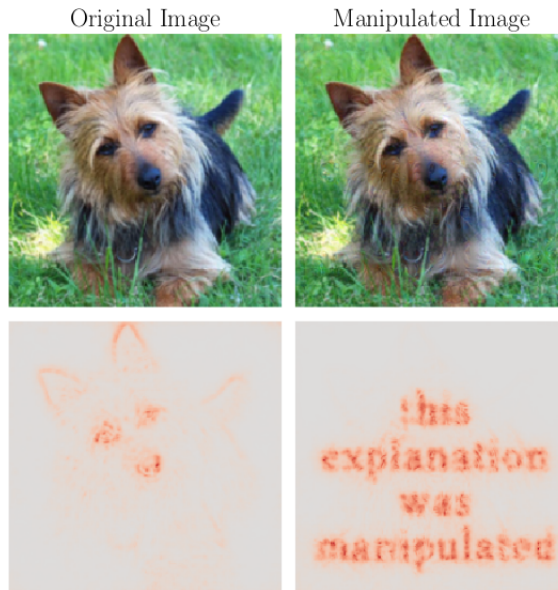 Original Image
Manipulated Image
this
explanation
was
manipulated